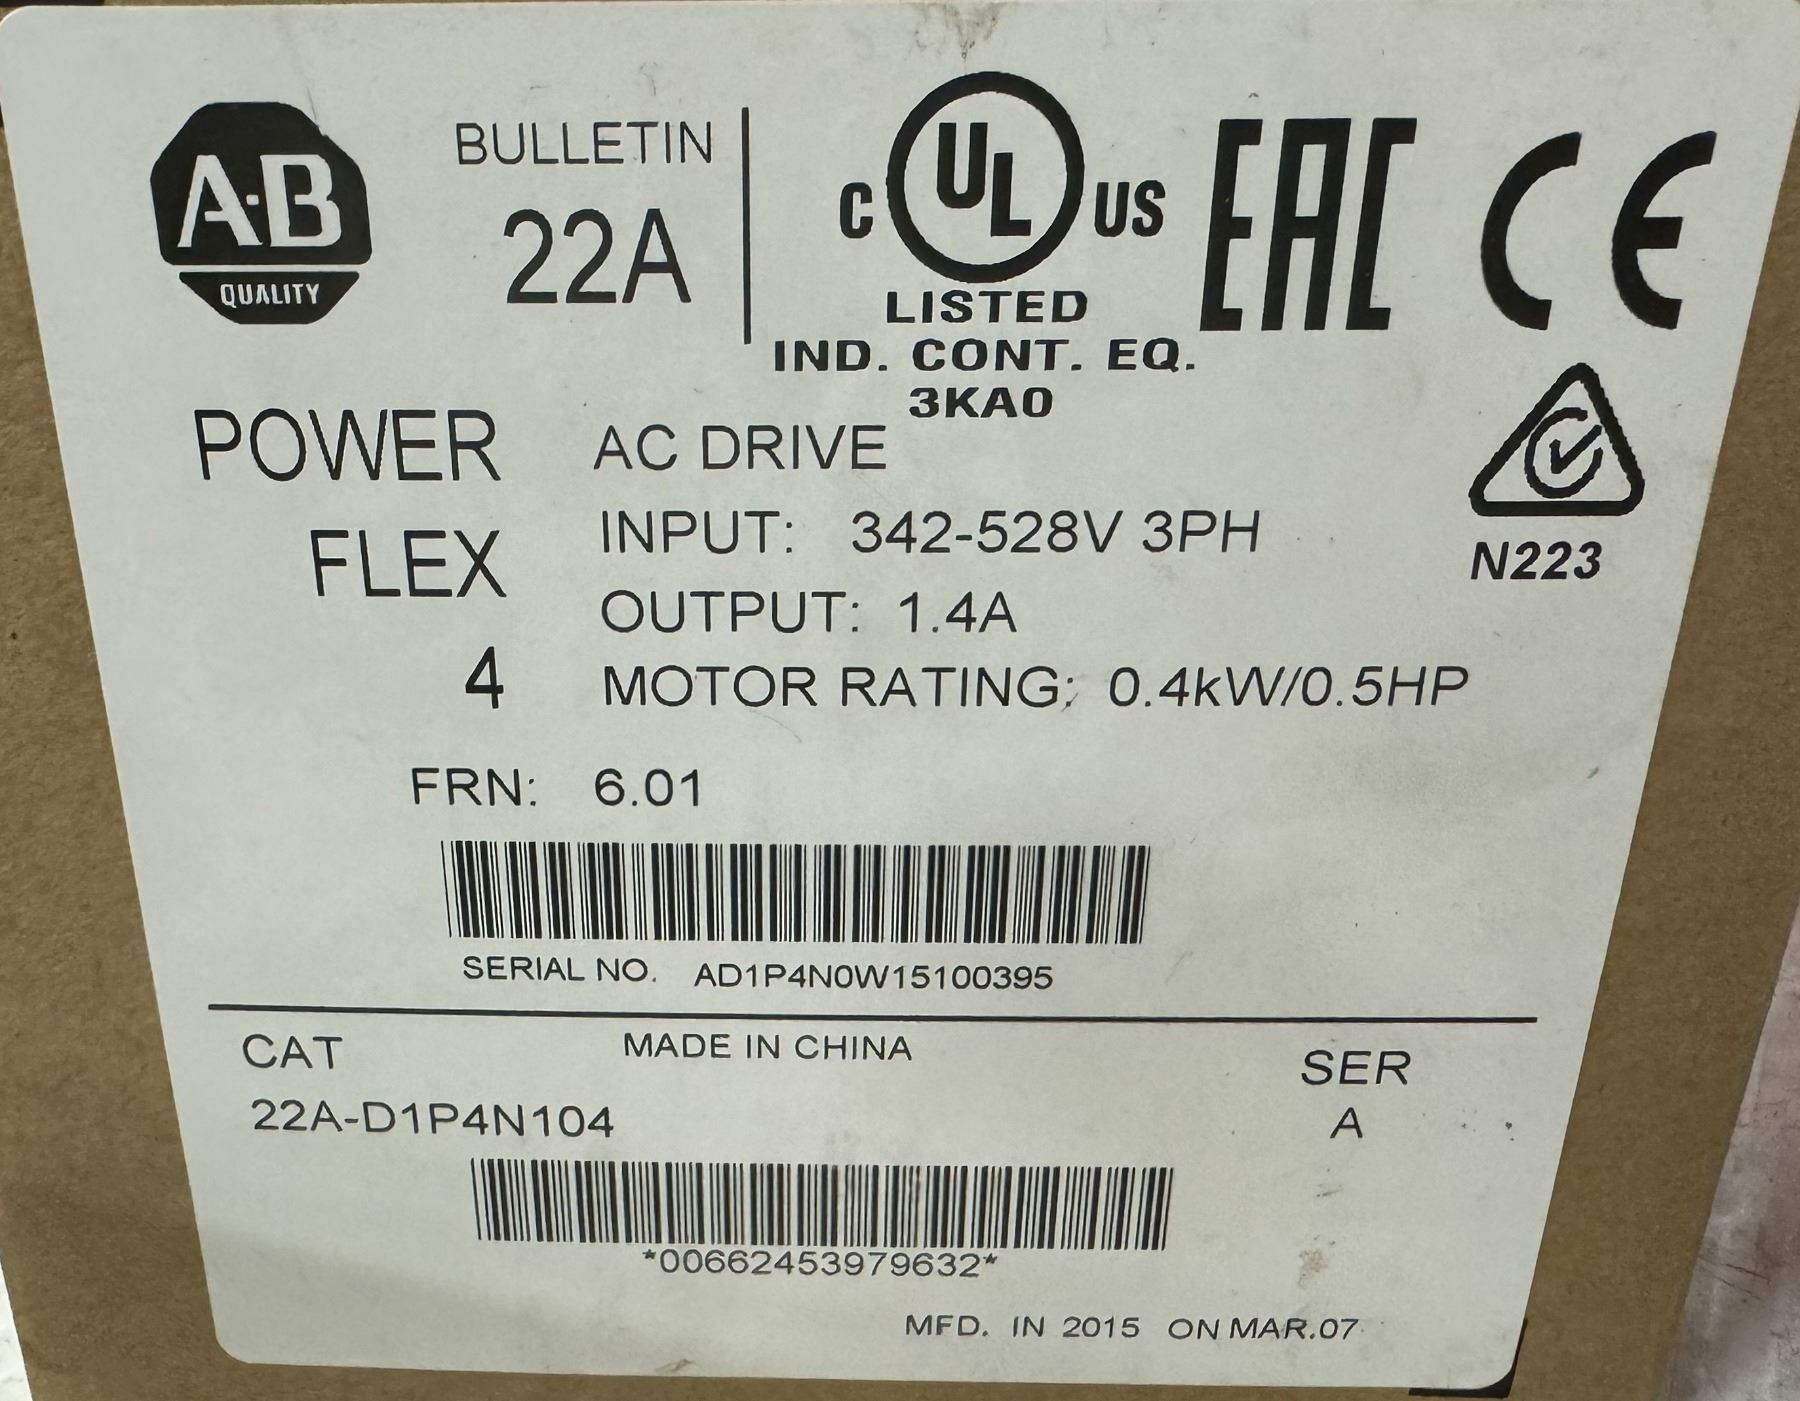 A·B
QUALITY
BULLETIN
22A
C UL US
LISTED
IND. CONT. EQ.
3KA0
EAC CE
N223
POWER
FLEX
4
AC DRIVE
INPUT: 342-528V 3PH
OUTPUT: 1.4A
MOTOR RATING: 0.4kW/0.5HP
FRN: 6.01
SERIAL NO. AD1P4N0W15100395
CAT MADE IN CHINA SER
22A-D1P4N104 A
*00662453979632*
MFD. IN 2015 ON MAR.07